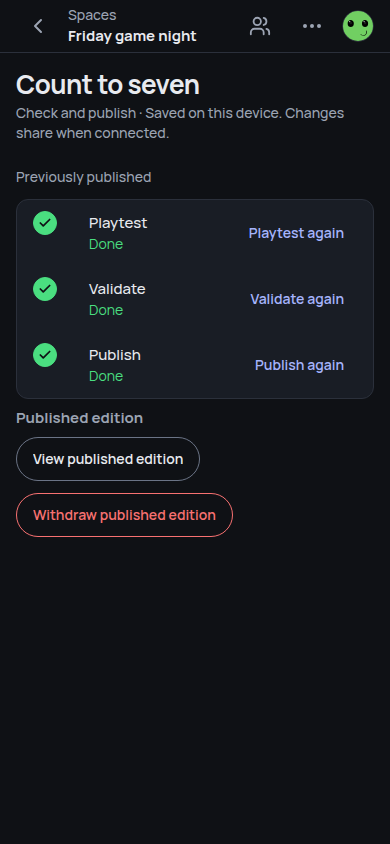 Spaces
Friday game night
Count to seven
Check and publish · Saved on this device. Changes
share when connected.
Previously published
Playtest
Done
Playtest again
Validate
Done
Validate again
Publish
Done
Publish again
Published edition
View published edition
Withdraw published edition